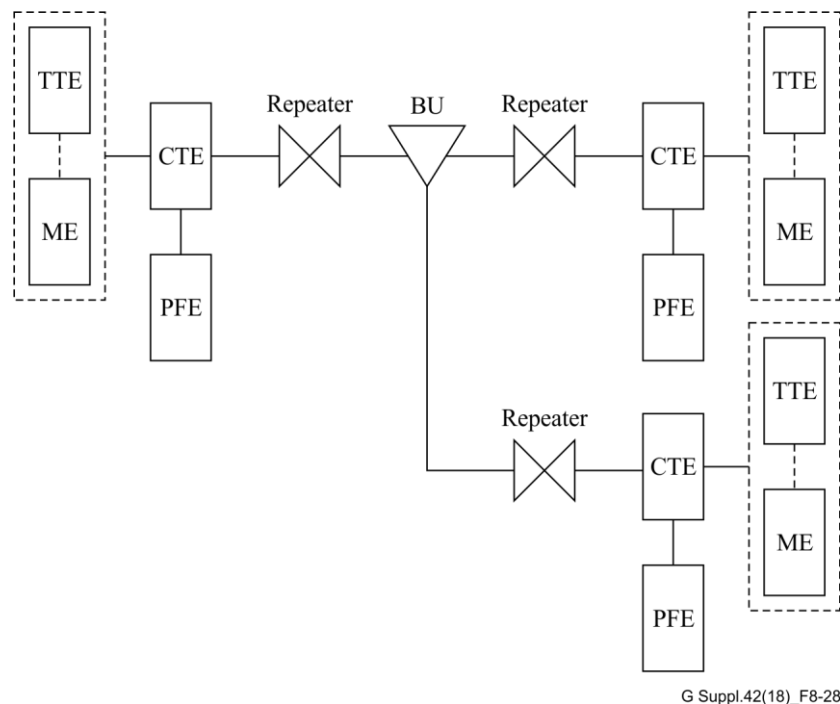 TTE
ME
CTE
PFE
Repeater
BU
Repeater
CTE
PFE
TTE
ME
Repeater
CTE
PFE
TTE
ME
G Suppl.42(18)_F8-28